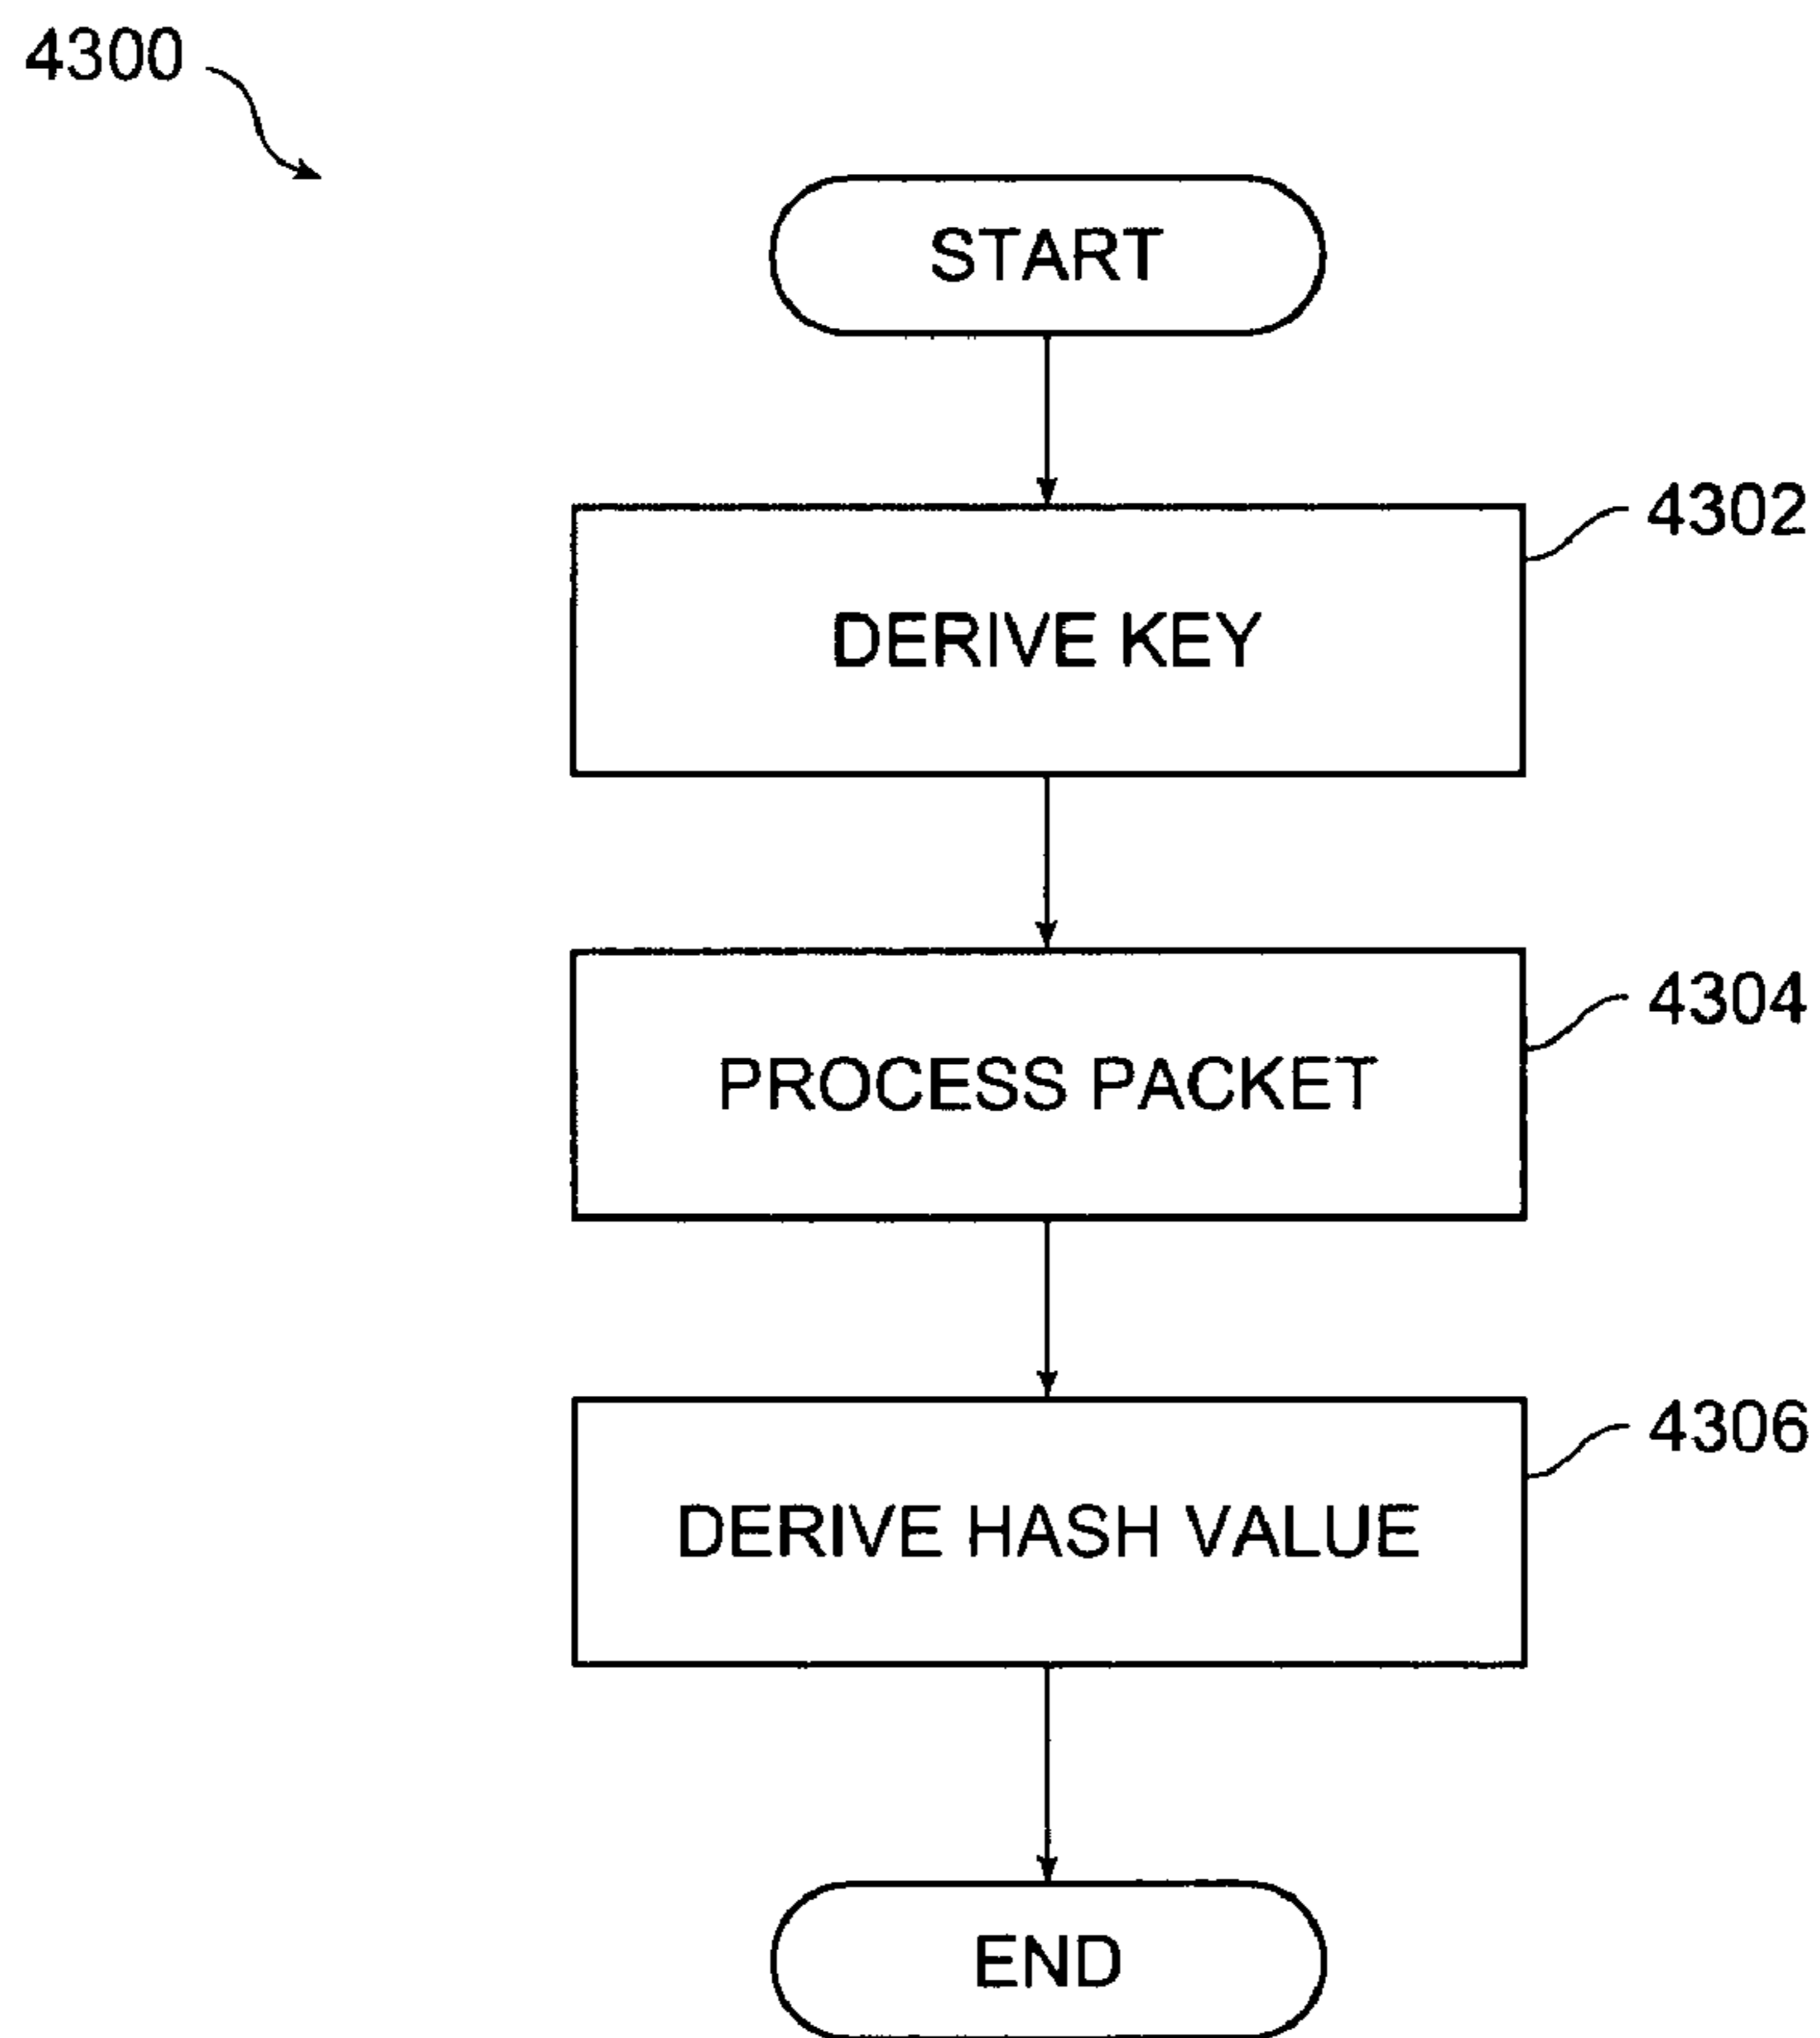 4300
START
4302
DERIVE KEY
4304
PROCESS PACKET
4306
DERIVE HASH VALUE
END